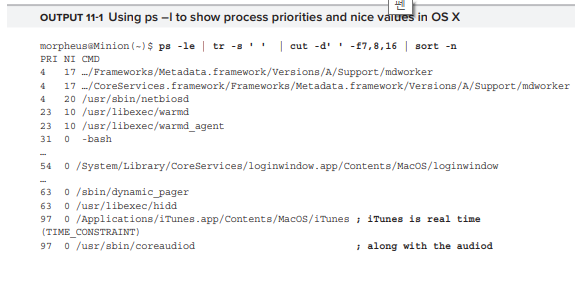 펜
OUTPUT 11-1 Using ps –l to show process priorities and nice values in OS X
morpheus@Minion(~)$ ps -le | tr -s ' ' | cut -d' ' -f7,8,16 | sort -n
PRI NI CMD
4 17 …/Frameworks/Metadata.framework/Versions/A/Support/mdworker
4 17 …/CoreServices.framework/Frameworks/Metadata.framework/Versions/A/Support/mdworker
4 20 /usr/sbin/netbiosd
23 10 /usr/libexec/warmd
23 10 /usr/libexec/warmd_agent
31 0 -bash
…
54 0 /System/Library/CoreServices/loginwindow.app/Contents/MacOS/loginwindow
…
63 0 /sbin/dynamic_pager
63 0 /usr/libexec/hidd
97 0 /Applications/iTunes.app/Contents/MacOS/iTunes ; iTunes is real time
(TIME_CONSTRAINT)
97 0 /usr/sbin/coreaudiod ; along with the audiod